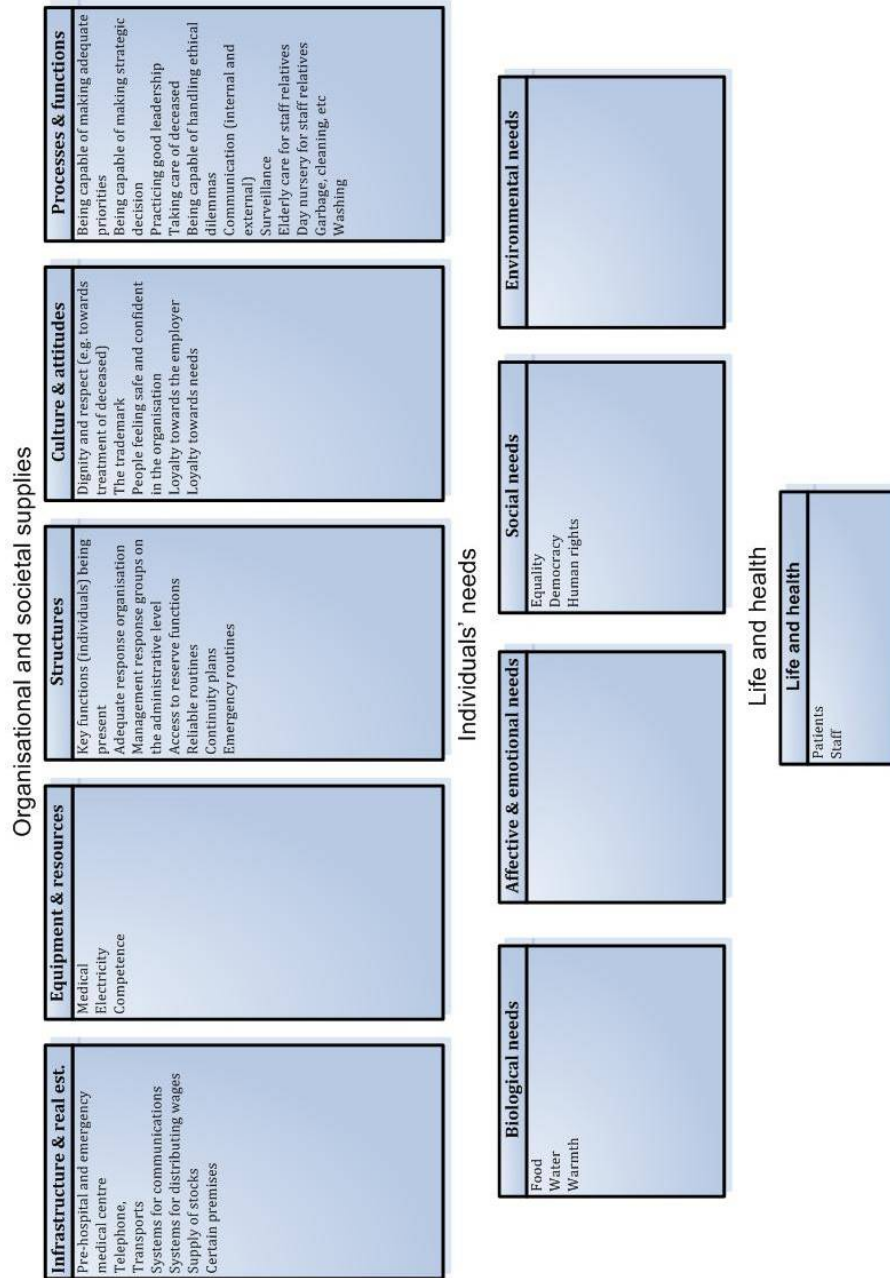 Organisational and societal supplies
Infrastructure & real est.
Pre-hospital and emergency
medical centre
Telephone,
Transports
Systems for communications
Systems for distributing wages
Supply of stocks
Certain premises
Equipment & resources
Medical
Electricity
Competence
Structures
Key functions (individuals) being
present
Adequate response organisation
Management response groups on
the administrative level
Access to reserve functions
Reliable routines
Continuity plans
Emergency routines
Culture & attitudes
Dignity and respect (e.g. towards
treatment of deceased)
The trademark
People feeling safe and confident
in the organisation
Loyalty towards the employer
Loyalty towards needs
Processes & functions
Being capable of making adequate
priorities
Being capable of making strategic
decision
Practicing good leadership
Taking care of deceased
Being capable of handling ethical
dilemmas
Communication (internal and
external)
Surveillance
Elderly care for staff relatives
Day nursery for staff relatives
Garbage, cleaning, etc
Washing
Individuals' needs
Biological needs
Food
Water
Warmth
Affective & emotional needs
Social needs
Equality
Democracy
Human rights
Environmental needs
Life and health
Life and health
Patients
Staff